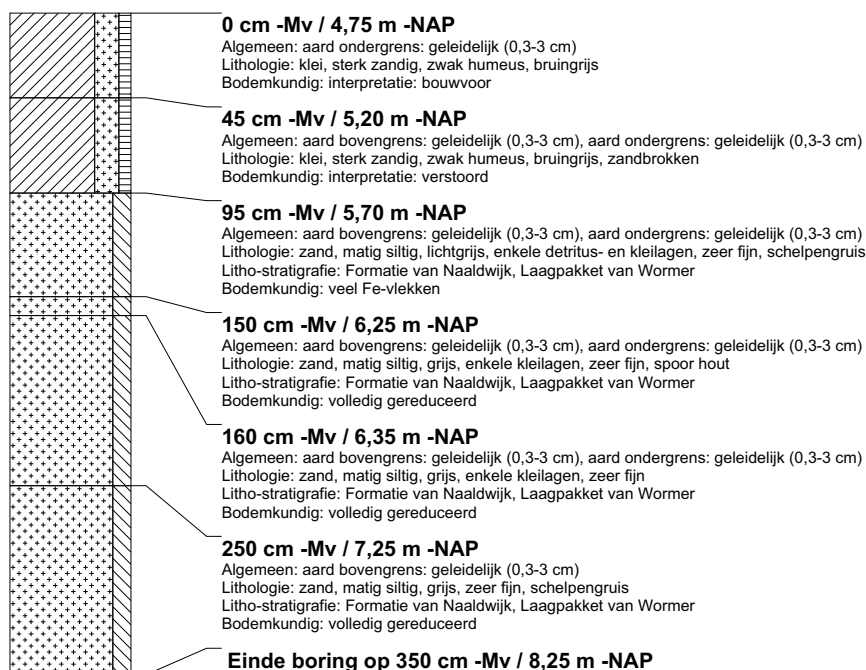 0 cm -Mv / 4,75 m -NAP
Algemeen: aard ondergrens: geleidelijk (0,3-3 cm)
Lithologie: klei, sterk zandig, zwak humeus, bruingrijs
Bodemkundig: interpretatie: bouwvoor
45 cm -Mv / 5,20 m -NAP
Algemeen: aard bovengrens: geleidelijk (0,3-3 cm), aard ondergrens: geleidelijk (0,3-3 cm)
Lithologie: klei, sterk zandig, zwak humeus, bruingrijs, zandbrokken
Bodemkundig: interpretatie: verstoord
95 cm -Mv / 5,70 m -NAP
Algemeen: aard bovengrens: geleidelijk (0,3-3 cm), aard ondergrens: geleidelijk (0,3-3 cm)
Lithologie: zand, matig siltig, lichtgrijs, enkele detritus- en kleilagen, zeer fijn, schelpengruis
Litho-stratigrafie: Formatie van Naaldwijk, Laagpakket van Wormer
Bodemkundig: veel Fe-vlekken
150 cm -Mv / 6,25 m -NAP
Algemeen: aard bovengrens: geleidelijk (0,3-3 cm), aard ondergrens: geleidelijk (0,3-3 cm)
Lithologie: zand, matig siltig, grijs, enkele kleilagen, zeer fijn, spoor hout
Litho-stratigrafie: Formatie van Naaldwijk, Laagpakket van Wormer
Bodemkundig: volledig gereduceerd
160 cm -Mv / 6,35 m -NAP
Algemeen: aard bovengrens: geleidelijk (0,3-3 cm), aard ondergrens: geleidelijk (0,3-3 cm)
Lithologie: zand, matig siltig, grijs, enkele kleilagen, zeer fijn
Litho-stratigrafie: Formatie van Naaldwijk, Laagpakket van Wormer
Bodemkundig: volledig gereduceerd
250 cm -Mv / 7,25 m -NAP
Algemeen: aard bovengrens: geleidelijk (0,3-3 cm)
Lithologie: zand, matig siltig, grijs, zeer fijn, schelpengruis
Litho-stratigrafie: Formatie van Naaldwijk, Laagpakket van Wormer
Bodemkundig: volledig gereduceerd
Einde boring op 350 cm -Mv / 8,25 m -NAP